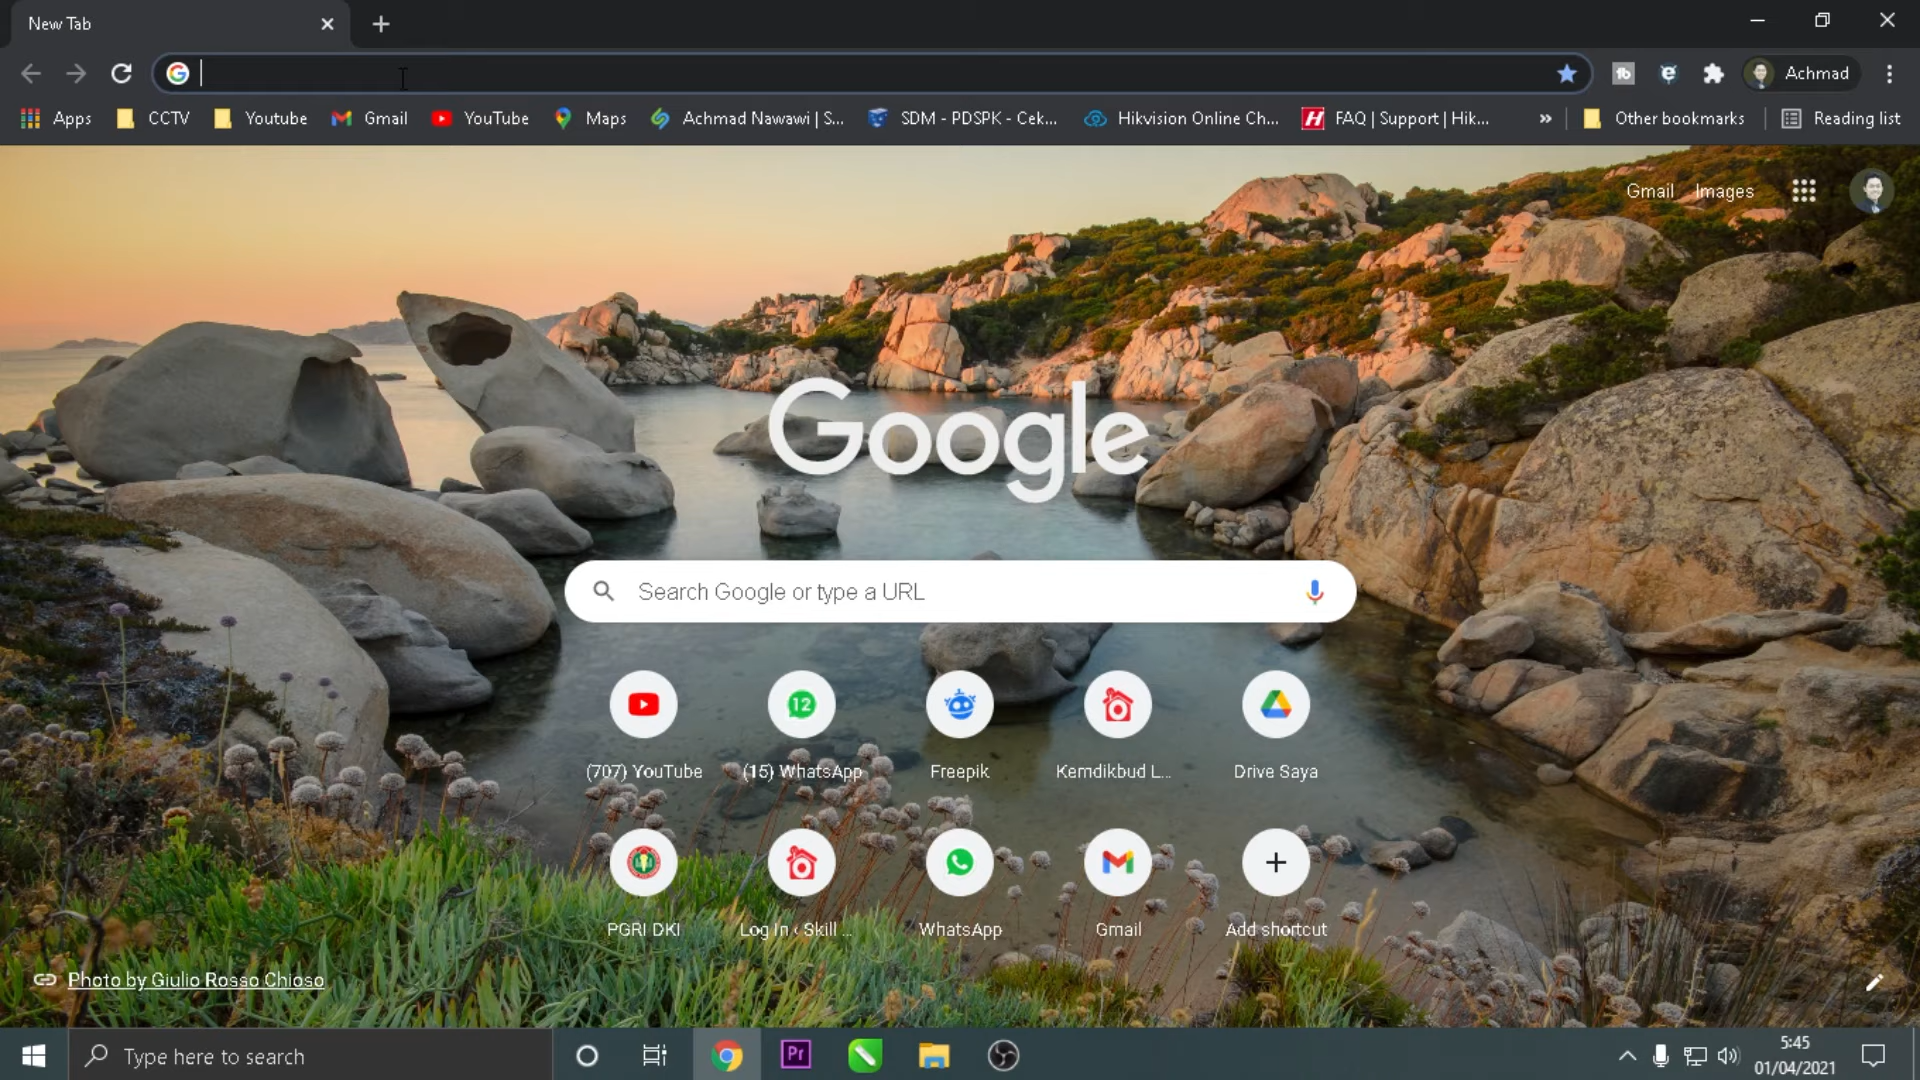 New Tab
Achmad
Apps
CCTV
Youtube
Gmail
YouTube
Maps
Achmad Nawawi | S...
SDM - PDSPK - Cek...
Hikvision Online Ch...
FAQ | Support | Hik...
»
Other bookmarks
Reading list
Gmail
Images
Google
Search Google or type a URL
12
(707) YouTube
(15) WhatsApp
Freepik
Kemdikbud L...
Drive Saya
PGRI DKI
Log In ‹ Skill ...
WhatsApp
Gmail
Add shortcut
Photo by Giulio Rosso Chioso
Type here to search
Pr
5:45
01/04/2021